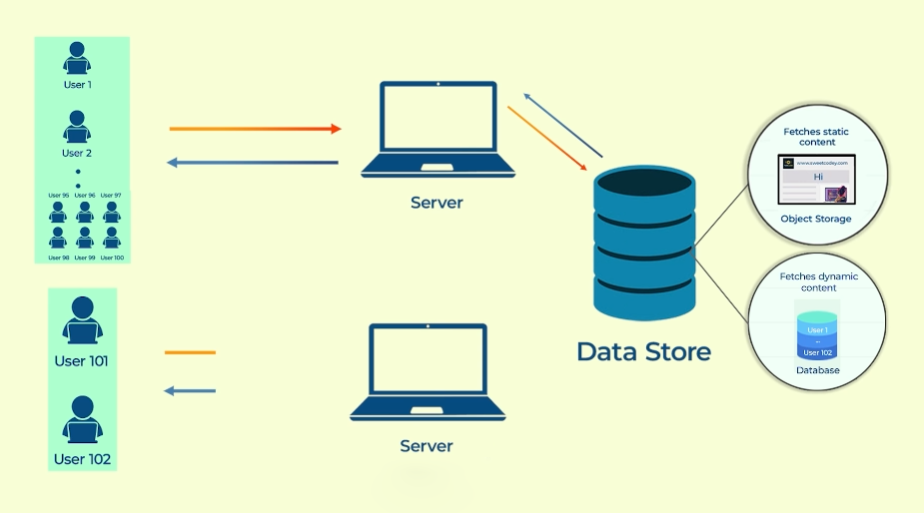 User 1
User 2
User 95 User 96 User 97
User 98 User 99 User 100
User 101
User 102
Server
Server
Data Store
Fetches static
content
www.sweetcodey.com
Hi
Object Storage
Fetches dynamic
content
User 1
...
User 102
Database